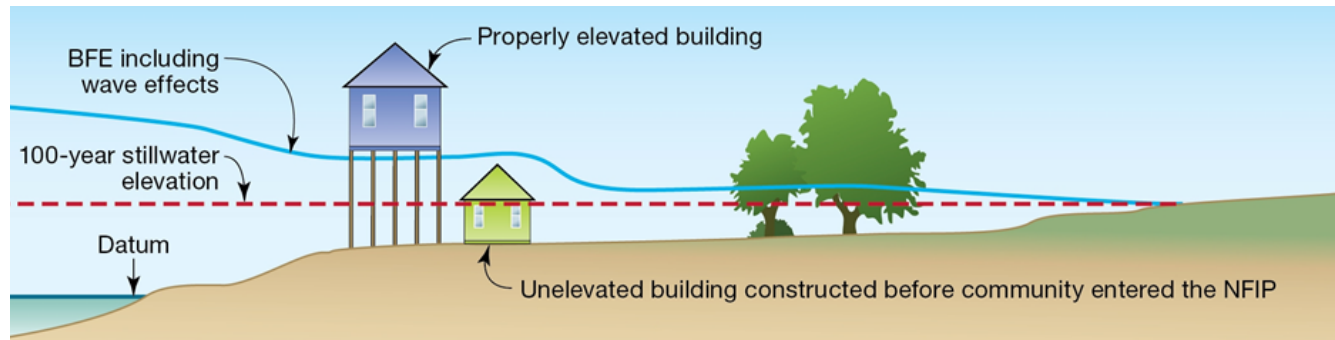 Properly elevated building
BFE including
wave effects
100-year stillwater
elevation
Datum
Unelevated building constructed before community entered the NFIP